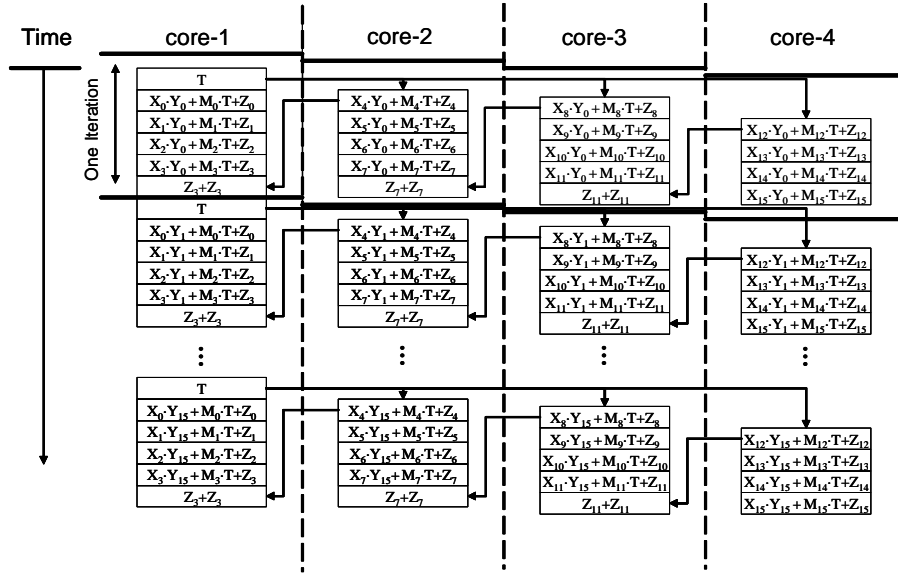 Time core-1 core-2 core-3 core-4
One Iteration
T
X₀·Y₀+M₀·T+Z₀
X₁·Y₀+M₁·T+Z₁
X₂·Y₀+M₂·T+Z₂
X₃·Y₀+M₃·T+Z₃
Z₃+Z₃
X₄·Y₀+M₄·T+Z₄
X₅·Y₀+M₅·T+Z₅
X₆·Y₀+M₆·T+Z₆
X₇·Y₀+M₇·T+Z₇
Z₇+Z₇
X₈·Y₀+M₈·T+Z₈
X₉·Y₀+M₉·T+Z₉
X₁₀·Y₀+M₁₀·T+Z₁₀
X₁₁·Y₀+M₁₁·T+Z₁₁
Z₁₁+Z₁₁
X₁₂·Y₀+M₁₂·T+Z₁₂
X₁₃·Y₀+M₁₃·T+Z₁₃
X₁₄·Y₀+M₁₄·T+Z₁₄
X₁₅·Y₀+M₁₅·T+Z₁₅
T
X₀·Y₁+M₀·T+Z₀
X₁·Y₁+M₁·T+Z₁
X₂·Y₁+M₂·T+Z₂
X₃·Y₁+M₃·T+Z₃
Z₃+Z₃
X₄·Y₁+M₄·T+Z₄
X₅·Y₁+M₅·T+Z₅
X₆·Y₁+M₆·T+Z₆
X₇·Y₁+M₇·T+Z₇
Z₇+Z₇
X₈·Y₁+M₈·T+Z₈
X₉·Y₁+M₉·T+Z₉
X₁₀·Y₁+M₁₀·T+Z₁₀
X₁₁·Y₁+M₁₁·T+Z₁₁
Z₁₁+Z₁₁
X₁₂·Y₁+M₁₂·T+Z₁₂
X₁₃·Y₁+M₁₃·T+Z₁₃
X₁₄·Y₁+M₁₄·T+Z₁₄
X₁₅·Y₁+M₁₅·T+Z₁₅
⋮ ⋮ ⋮ ⋮
T
X₀·Y₁₅+M₀·T+Z₀
X₁·Y₁₅+M₁·T+Z₁
X₂·Y₁₅+M₂·T+Z₂
X₃·Y₁₅+M₃·T+Z₃
Z₃+Z₃
X₄·Y₁₅+M₄·T+Z₄
X₅·Y₁₅+M₅·T+Z₅
X₆·Y₁₅+M₆·T+Z₆
X₇·Y₁₅+M₇·T+Z₇
Z₇+Z₇
X₈·Y₁₅+M₈·T+Z₈
X₉·Y₁₅+M₉·T+Z₉
X₁₀·Y₁₅+M₁₀·T+Z₁₀
X₁₁·Y₁₅+M₁₁·T+Z₁₁
Z₁₁+Z₁₁
X₁₂·Y₁₅+M₁₂·T+Z₁₂
X₁₃·Y₁₅+M₁₃·T+Z₁₃
X₁₄·Y₁₅+M₁₄·T+Z₁₄
X₁₅·Y₁₅+M₁₅·T+Z₁₅